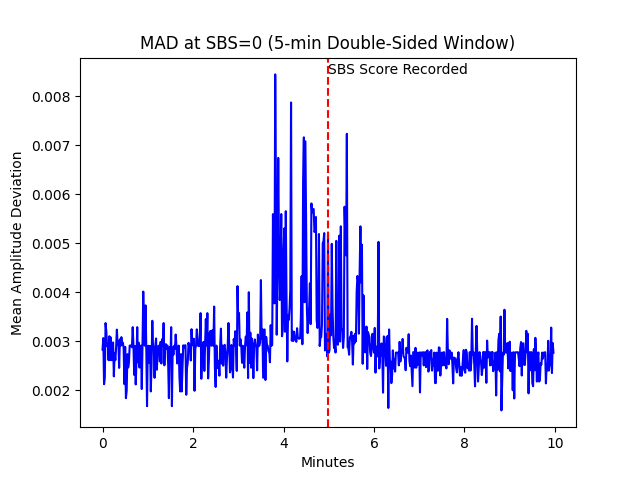 MAD at SBS=0 (5-min Double-Sided Window)
SBS Score Recorded
Mean Amplitude Deviation
0.008
0.007
0.006
0.005
0.004
0.003
0.002
0 2 4 6 8 10
Minutes